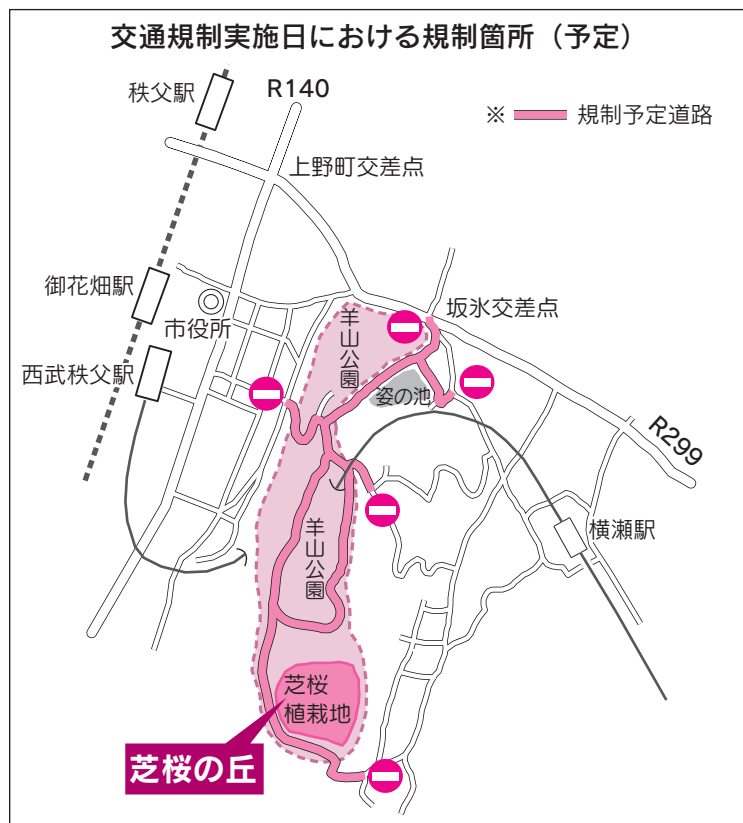 交通規制実施日における規制箇所（予定）
秩父駅
R140
※ 規制予定道路
上野町交差点
御花畑駅
市役所
羊山公園
坂氷交差点
西武秩父駅
姿の池
R299
横瀬駅
羊山公園
芝桜
植栽地
芝桜の丘